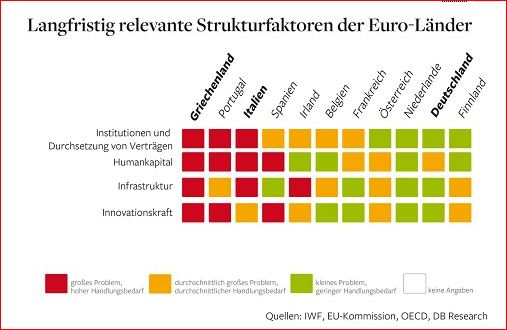 Langfristig relevante Strukturfaktoren der Euro-Länder
Griechenland
Portugal
Italien
Spanien
Irland
Belgien
Frankreich
Österreich
Niederlande
Deutschland
Finnland
Institutionen und
Durchsetzung von Verträgen
Humankapital
Infrastruktur
Innovationskraft
großes Problem,
hoher Handlungsbedarf
durchschnittlich großes Problem,
durchschnittlicher Handlungsbedarf
kleines Problem,
geringer Handlungsbedarf
keine Angaben
Quellen: IWF, EU-Kommission, OECD, DB Research